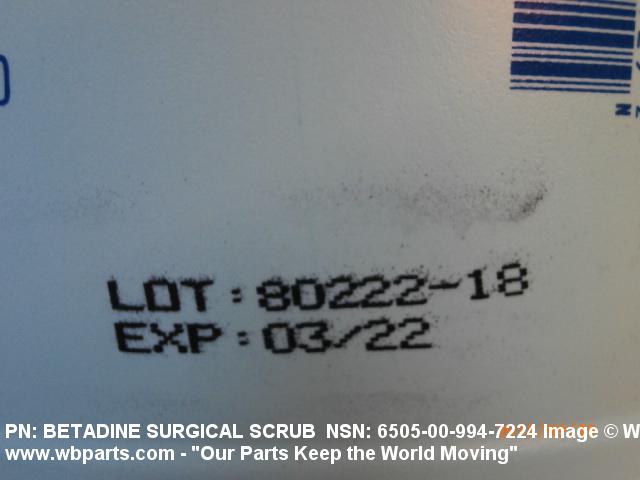 LOT: 80222-18
EXP: 03/22
PN: BETADINE SURGICAL SCRUB NSN: 6505-00-994-7224 Image © W
www.wbparts.com - "Our Parts Keep the World Moving"